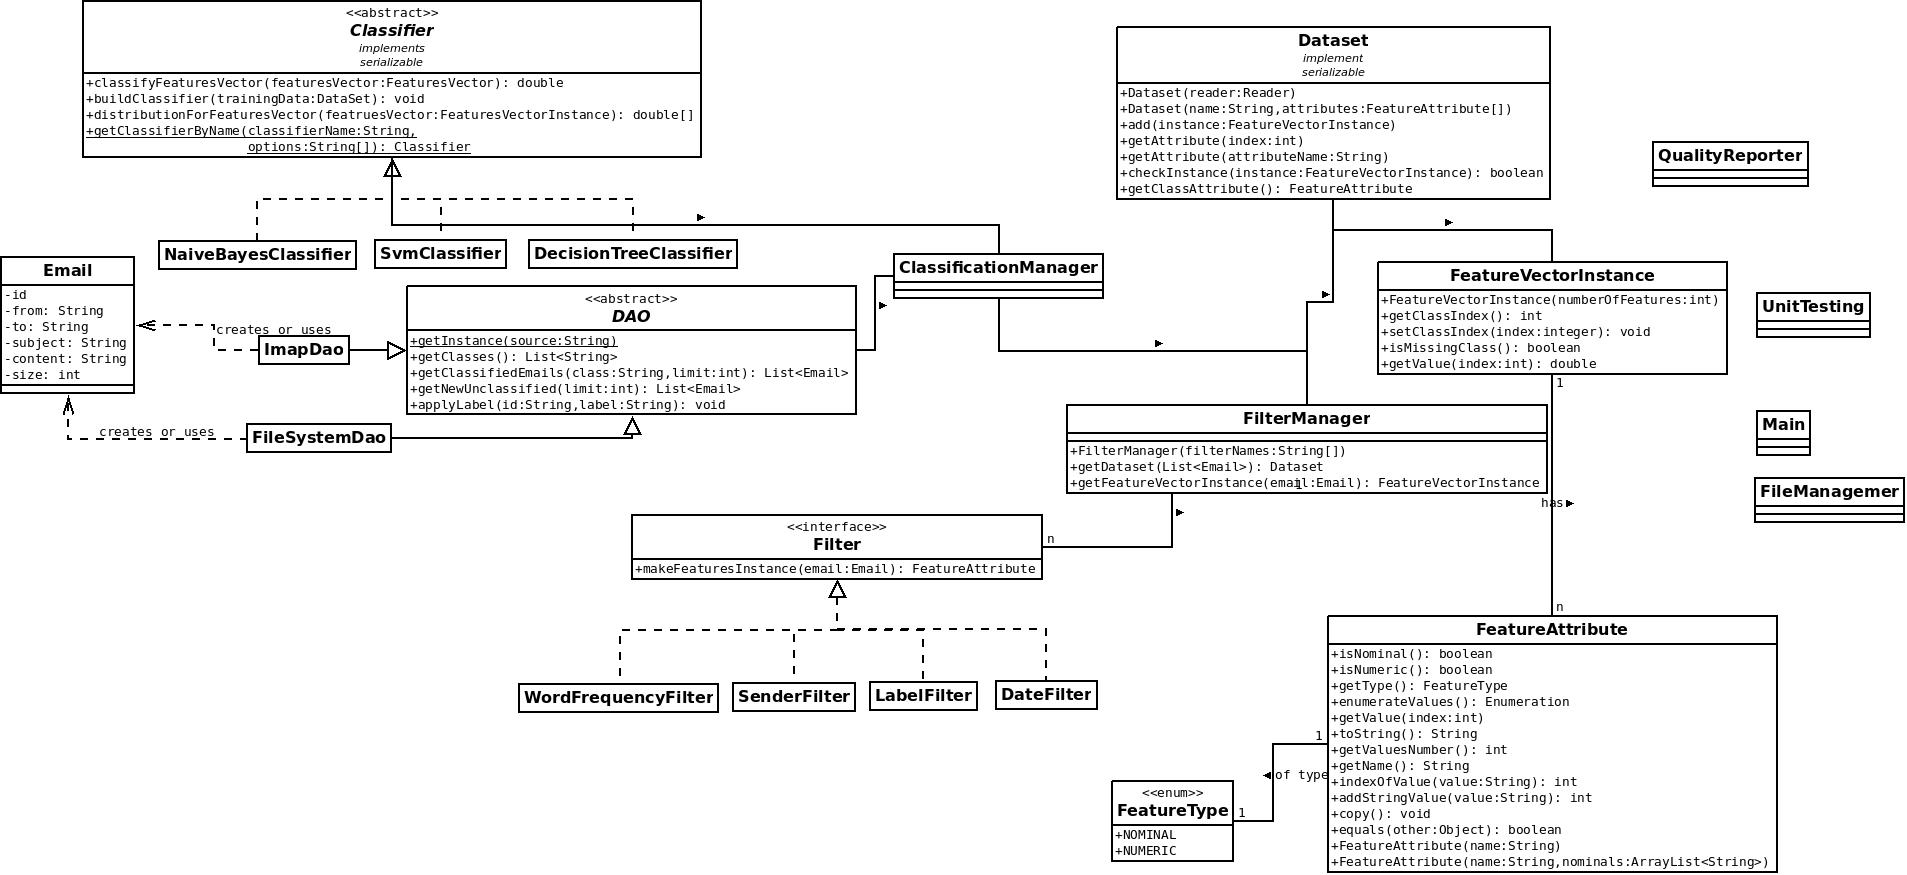 <<abstract>>
Classifier
implements
serializable
+classifyFeaturesVector(featuresVector:FeaturesVector): double
+buildClassifier(trainingData:DataSet): void
+distributionForFeaturesVector(featruesVector:FeaturesVectorInstance): double[]
+getClassifierByName(classifierName:String,
options:String[]): Classifier
Dataset
implement
serializable
+Dataset(reader:Reader)
+Dataset(name:String,attributes:FeatureAttribute[])
+add(instance:FeatureVectorInstance)
+getAttribute(index:int)
+getAttribute(attributeName:String)
+checkInstance(instance:FeatureVectorInstance): boolean
+getClassAttribute(): FeatureAttribute
QualityReporter
NaiveBayesClassifier
SvmClassifier
DecisionTreeClassifier
ClassificationManager
Email
-id
-from: String
-to: String
-subject: String
-content: String
-size: int
creates or uses
ImapDao
<<abstract>>
DAO
+getInstance(source:String)
+getClasses(): List<String>
+getClassifiedEmails(class:String,limit:int): List<Email>
+getNewUnclassified(limit:int): List<Email>
+applyLabel(id:String,label:String): void
FeatureVectorInstance
+FeatureVectorInstance(numberOfFeatures:int)
+getClassIndex(): int
+setClassIndex(index:integer): void
+isMissingClass(): boolean
+getValue(index:int): double
1
UnitTesting
creates or uses
FileSystemDao
FilterManager
+FilterManager(filterNames:String[])
+getDataset(List<Email>): Dataset
+getFeatureVectorInstance(email:Email): FeatureVectorInstance
1
Main
FileManagemer
has
<<interface>>
Filter
+makeFeaturesInstance(email:Email): FeatureAttribute
n
n
WordFrequencyFilter
SenderFilter
LabelFilter
DateFilter
FeatureAttribute
+isNominal(): boolean
+isNumeric(): boolean
+getType(): FeatureType
+enumerateValues(): Enumeration
+getValue(index:int)
+toString(): String
+getValuesNumber(): int
+getName(): String
+indexOfValue(value:String): int
+addStringValue(value:String): int
+copy(): void
+equals(other:Object): boolean
+FeatureAttribute(name:String)
+FeatureAttribute(name:String,nominals:ArrayList<String>)
1
of type
1
<<enum>>
FeatureType
+NOMINAL
+NUMERIC